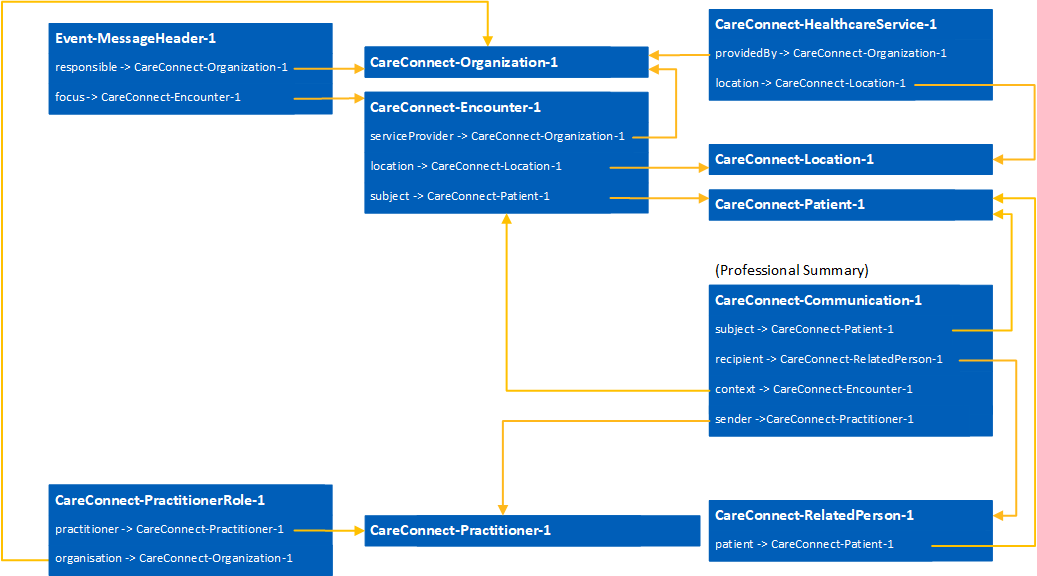 Event-MessageHeader-1
responsible -> CareConnect-Organization-1
focus-> CareConnect-Encounter-1
CareConnect-Organization-1
CareConnect-Encounter-1
serviceProvider -> CareConnect-Organization-1
location -> CareConnect-Location-1
subject -> CareConnect-Patient-1
CareConnect-HealthcareService-1
providedBy -> CareConnect-Organization-1
location -> CareConnect-Location-1
CareConnect-Location-1
CareConnect-Patient-1
(Professional Summary)
CareConnect-Communication-1
subject -> CareConnect-Patient-1
recipient -> CareConnect-RelatedPerson-1
context -> CareConnect-Encounter-1
sender ->CareConnect-Practitioner-1
CareConnect-PractitionerRole-1
practitioner -> CareConnect-Practitioner-1
organisation -> CareConnect-Organization-1
CareConnect-Practitioner-1
CareConnect-RelatedPerson-1
patient -> CareConnect-Patient-1